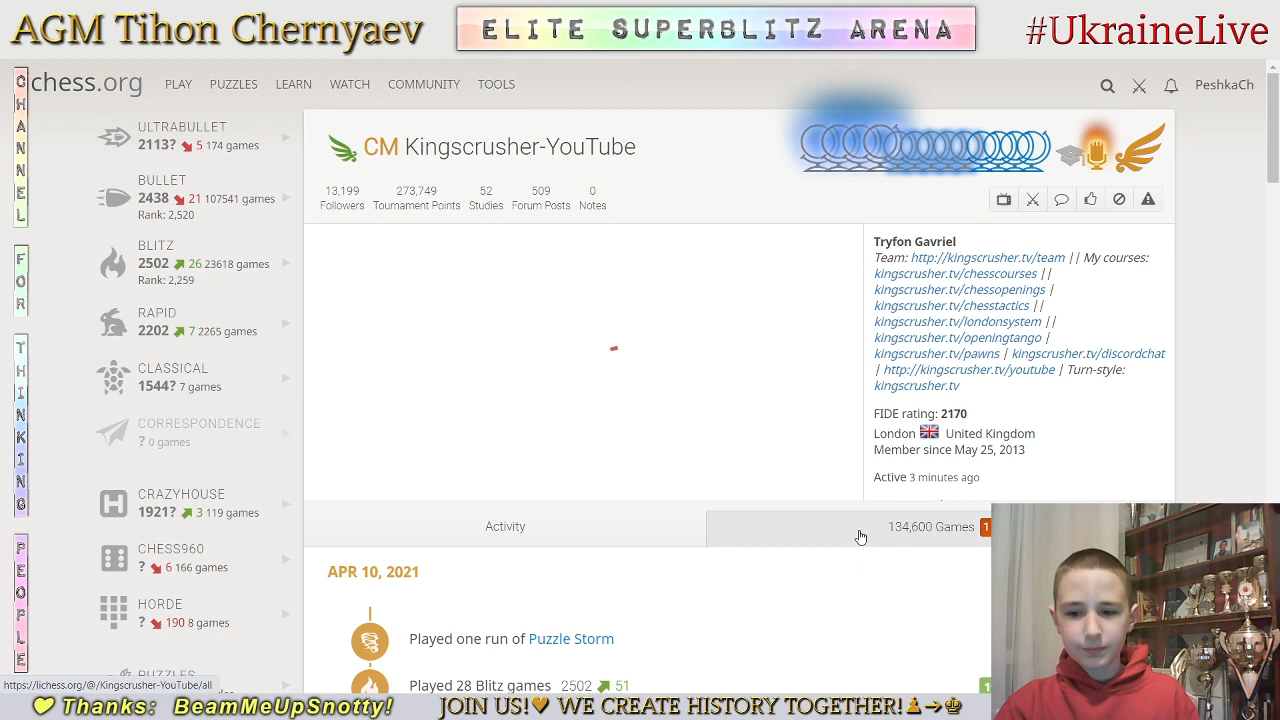 AGM Tihon Chernyaev
ELITE SUPERBLITZ ARENA
#UkraineLive
CHANNEL
FOR
THINKING
PEOPLE
ichess.org
PLAY PUZZLES LEARN WATCH COMMUNITY TOOLS
PeshkaCh
ULTRABULLET
2113? 5 174 games
BULLET
2438 21 107541 games
Rank: 2,520
BLITZ
2502 26 23618 games
Rank: 2,259
RAPID
2202 7 2265 games
CLASSICAL
1544? 7 games
CORRESPONDENCE
? 0 games
CRAZYHOUSE
1921? 3 119 games
CHESS960
? 6 166 games
HORDE
? 190 8 games
PUZZLES
CM Kingscrusher-YouTube
13,199 273,749 52 509 0
Followers Tournament Points Studies Forum Posts Notes
Tryfon Gavriel
Team: http://kingscrusher.tv/team || My courses:
kingscrusher.tv/chesscourses ||
kingscrusher.tv/chessopenings |
kingscrusher.tv/chesstactics ||
kingscrusher.tv/londonsystem ||
kingscrusher.tv/openingtango |
kingscrusher.tv/pawns | kingscrusher.tv/discordchat
| http://kingscrusher.tv/youtube | Turn-style:
kingscrusher.tv
FIDE rating: 2170
London United Kingdom
Member since May 25, 2013
Active 3 minutes ago
Activity
134,600 Games 1
APR 10, 2021
Played one run of Puzzle Storm
Played 28 Blitz games 2502 51
1
https://lichess.org/@/Kingscrusher-YouTube/all
Thanks: BeamMeUpSnotty!
JOIN US! WE CREATE HISTORY TOGETHER!